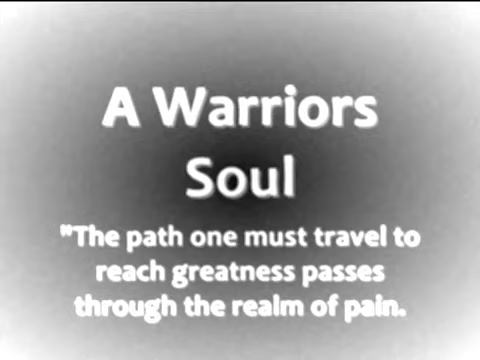 A Warriors
Soul
"The path one must travel to
reach greatness passes
through the realm of pain.